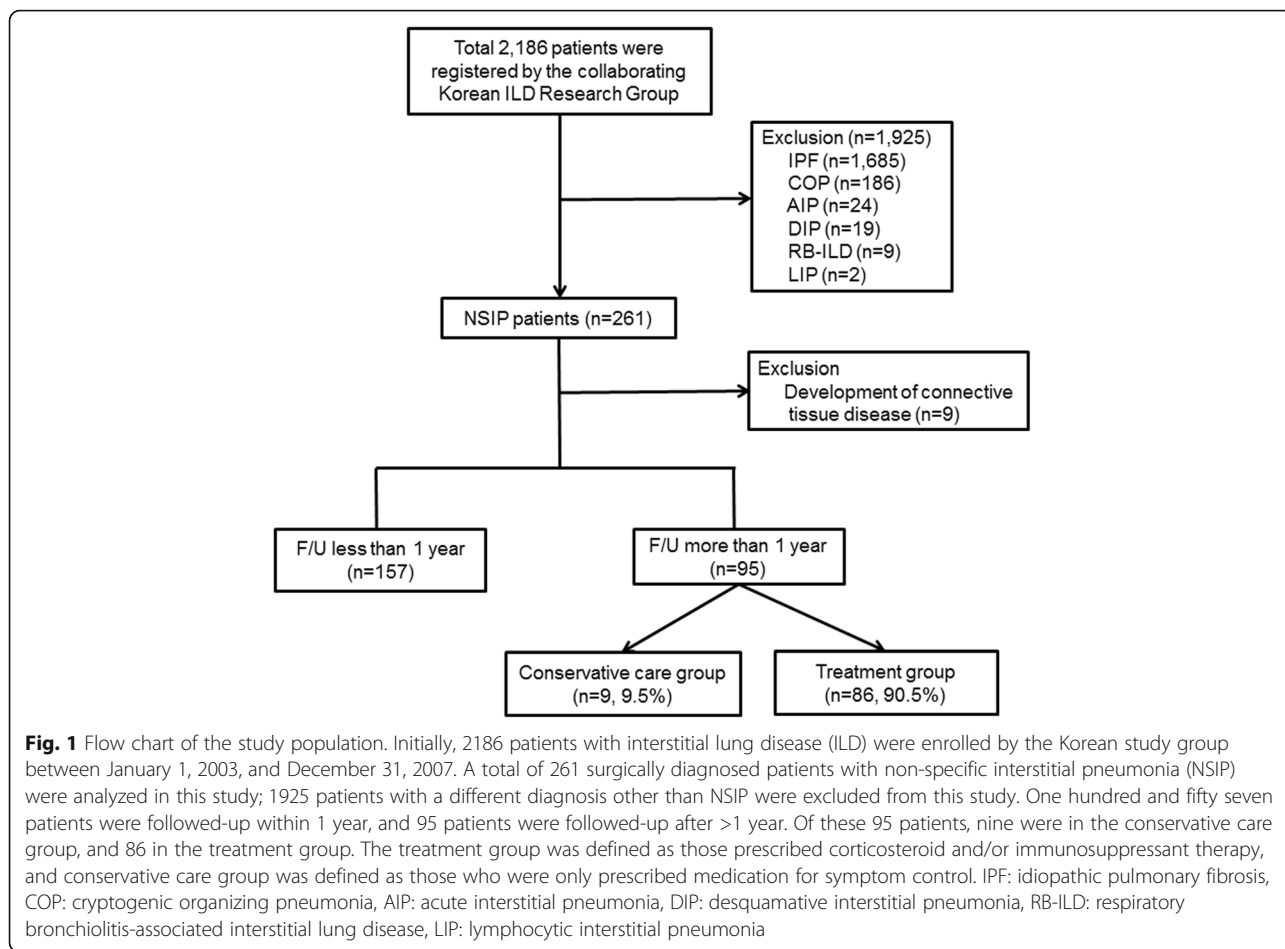 Total 2,186 patients were
registered by the collaborating
Korean ILD Research Group
Exclusion (n=1,925)
IPF (n=1,685)
COP (n=186)
AIP (n=24)
DIP (n=19)
RB-ILD (n=9)
LIP (n=2)
NSIP patients (n=261)
Exclusion
Development of connective
tissue disease (n=9)
F/U less than 1 year
(n=157)
F/U more than 1 year
(n=95)
Conservative care group
(n=9, 9.5%)
Treatment group
(n=86, 90.5%)
Fig. 1 Flow chart of the study population. Initially, 2186 patients with interstitial lung disease (ILD) were enrolled by the Korean study group
between January 1, 2003, and December 31, 2007. A total of 261 surgically diagnosed patients with non-specific interstitial pneumonia (NSIP)
were analyzed in this study; 1925 patients with a different diagnosis other than NSIP were excluded from this study. One hundred and fifty seven
patients were followed-up within 1 year, and 95 patients were followed-up after >1 year. Of these 95 patients, nine were in the conservative care
group, and 86 in the treatment group. The treatment group was defined as those prescribed corticosteroid and/or immunosuppressant therapy,
and conservative care group was defined as those who were only prescribed medication for symptom control. IPF: idiopathic pulmonary fibrosis,
COP: cryptogenic organizing pneumonia, AIP: acute interstitial pneumonia, DIP: desquamative interstitial pneumonia, RB-ILD: respiratory
bronchiolitis-associated interstitial lung disease, LIP: lymphocytic interstitial pneumonia